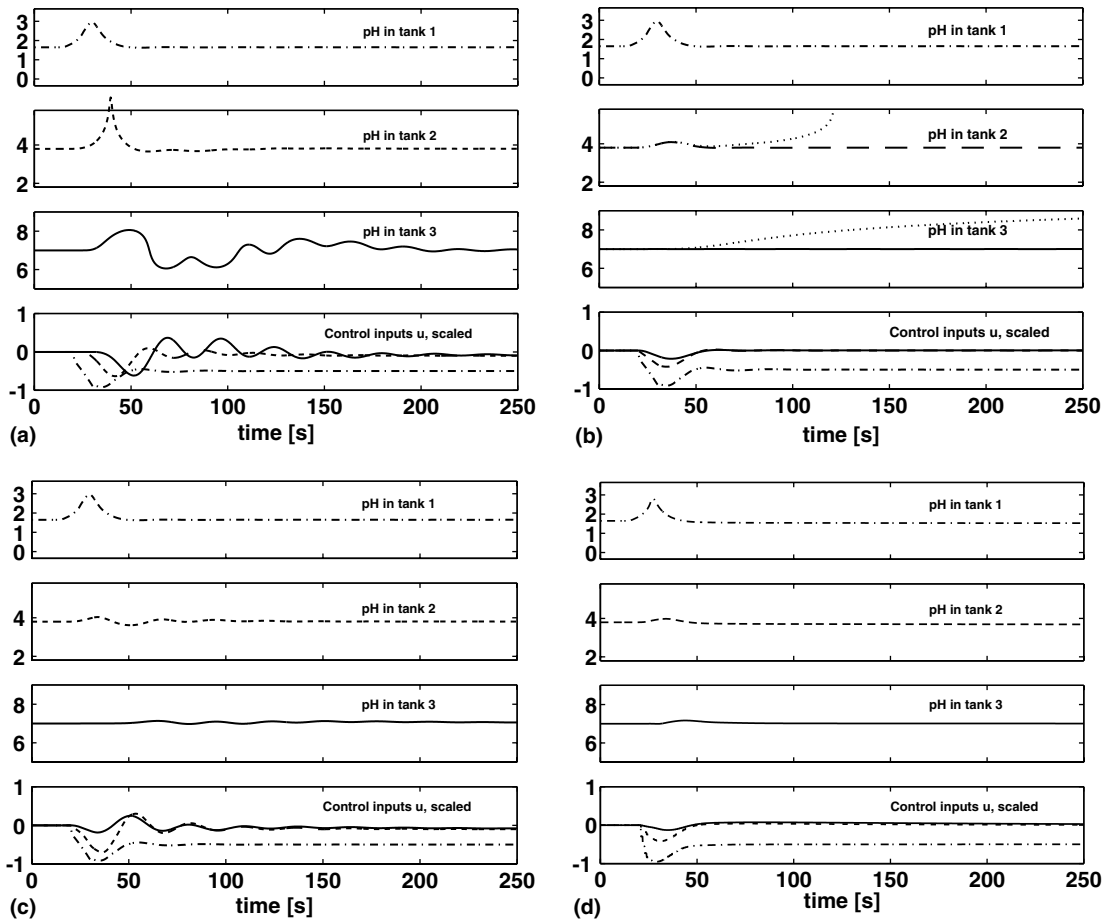 3
2
1
0
pH in tank 1
4
2
pH in tank 2
8
6
pH in tank 3
1
0
-1
Control inputs u, scaled
0 50 100 150 200 250
(a) time [s]
3
2
1
0
pH in tank 1
4
2
pH in tank 2
8
6
pH in tank 3
1
0
-1
Control inputs u, scaled
0 50 100 150 200 250
(b) time [s]
3
2
1
0
pH in tank 1
4
2
pH in tank 2
8
6
pH in tank 3
1
0
-1
Control inputs u, scaled
0 50 100 150 200 250
(c) time [s]
3
2
1
0
pH in tank 1
4
2
pH in tank 2
8
6
pH in tank 3
1
0
-1
Control inputs u, scaled
0 50 100 150 200 250
(d) time [s]